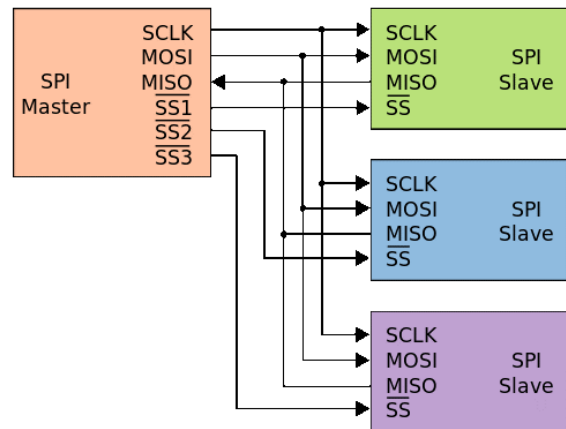 SCLK
MOSI
MISO
SS1
SS2
SS3
SPI
Master
SCLK
MOSI
MISO
SS
SPI
Slave
SCLK
MOSI
MISO
SS
SPI
Slave
SCLK
MOSI
MISO
SS
SPI
Slave